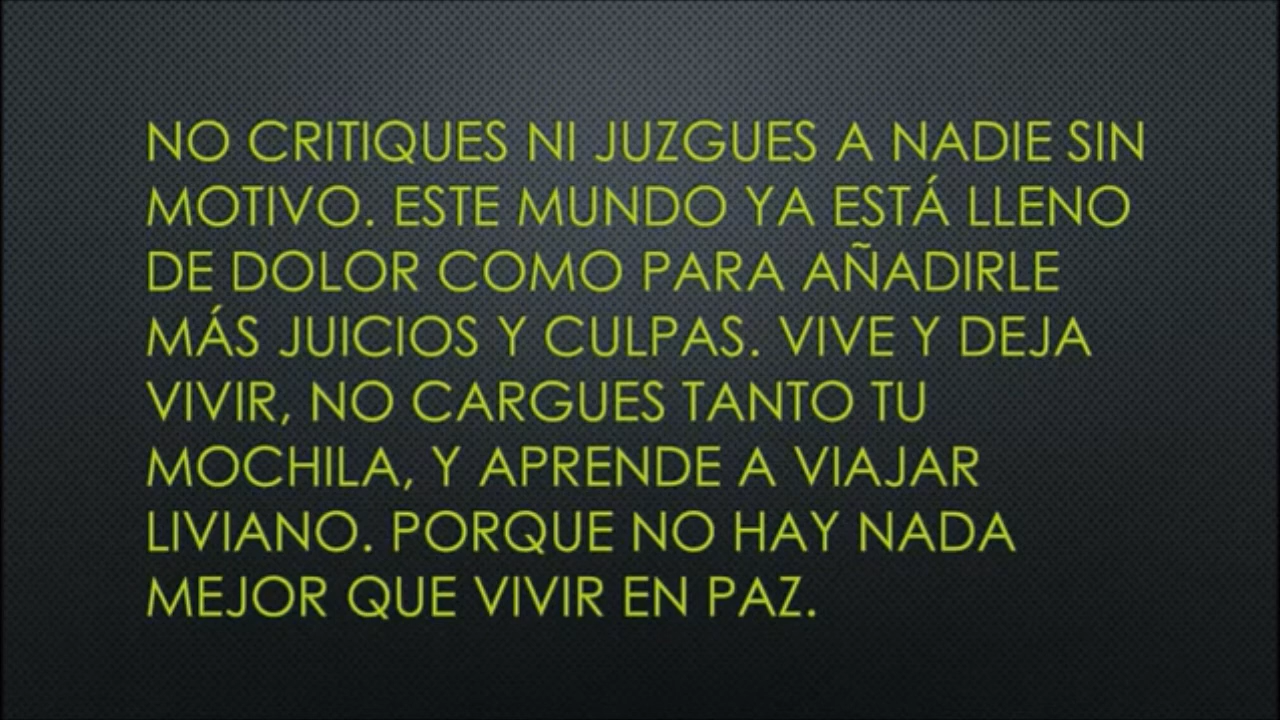 NO CRITIQUES NI JUZGUES A NADIE SIN
MOTIVO. ESTE MUNDO YA ESTÁ LLENO
DE DOLOR COMO PARA AÑADIRLE
MÁS JUICIOS Y CULPAS. VIVE Y DEJA
VIVIR, NO CARGUES TANTO TU
MOCHILA, Y APRENDE A VIAJAR
LIVIANO. PORQUE NO HAY NADA
MEJOR QUE VIVIR EN PAZ.